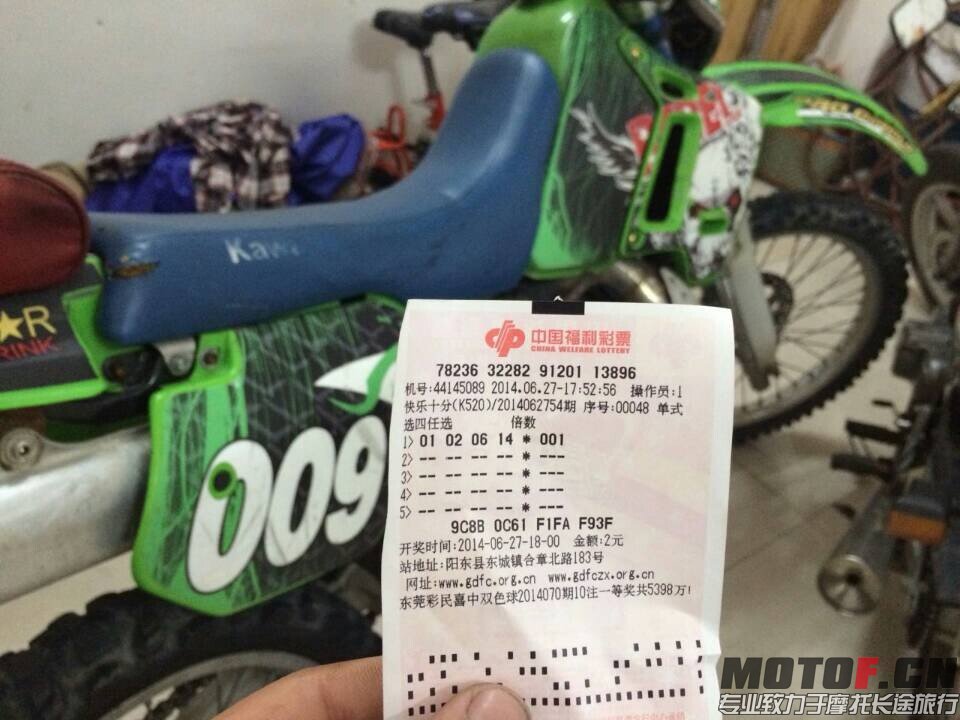 Kaw
REBEL
R
RINK
009
中国福利彩票
CHINA WELFARE LOTTERY
78236 32282 91201 13896
机号:44145089 2014.06.27-17:52:56 操作员:1
快乐十分(K520)/2014062754期 序号:00048 单式
选四任选 倍数
1> 01 02 06 14 * 001
2> -- -- -- -- * ---
3> -- -- -- -- * ---
4> -- -- -- -- * ---
5> -- -- -- -- * ---
9C8B 0C61 F1FA F93F
开奖时间:2014-06-27-18-00 金额:2元
站地址:阳东县东城镇合章北路183号
网址:www.gdfc.org.cn www.gdfczx.org.cn
东莞彩民喜中双色球2014070期10注一等奖共5398万!
MOTOF.CN
专业致力于摩托长途旅行